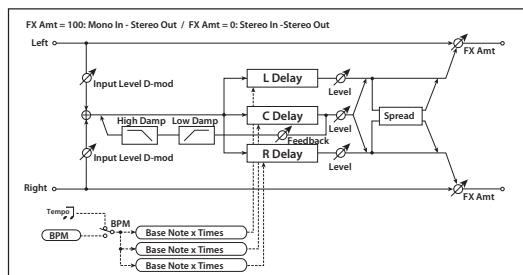 FX Amt = 100: Mono In - Stereo Out / FX Amt = 0: Stereo In -Stereo Out
Left
FX Amt
Input Level D-mod
L Delay
Level
High Damp
Low Damp
C Delay
Level
Spread
Feedback
Input Level D-mod
R Delay
Level
Right
FX Amt
Tempo
BPM
BPM
Base Note x Times
Base Note x Times
Base Note x Times